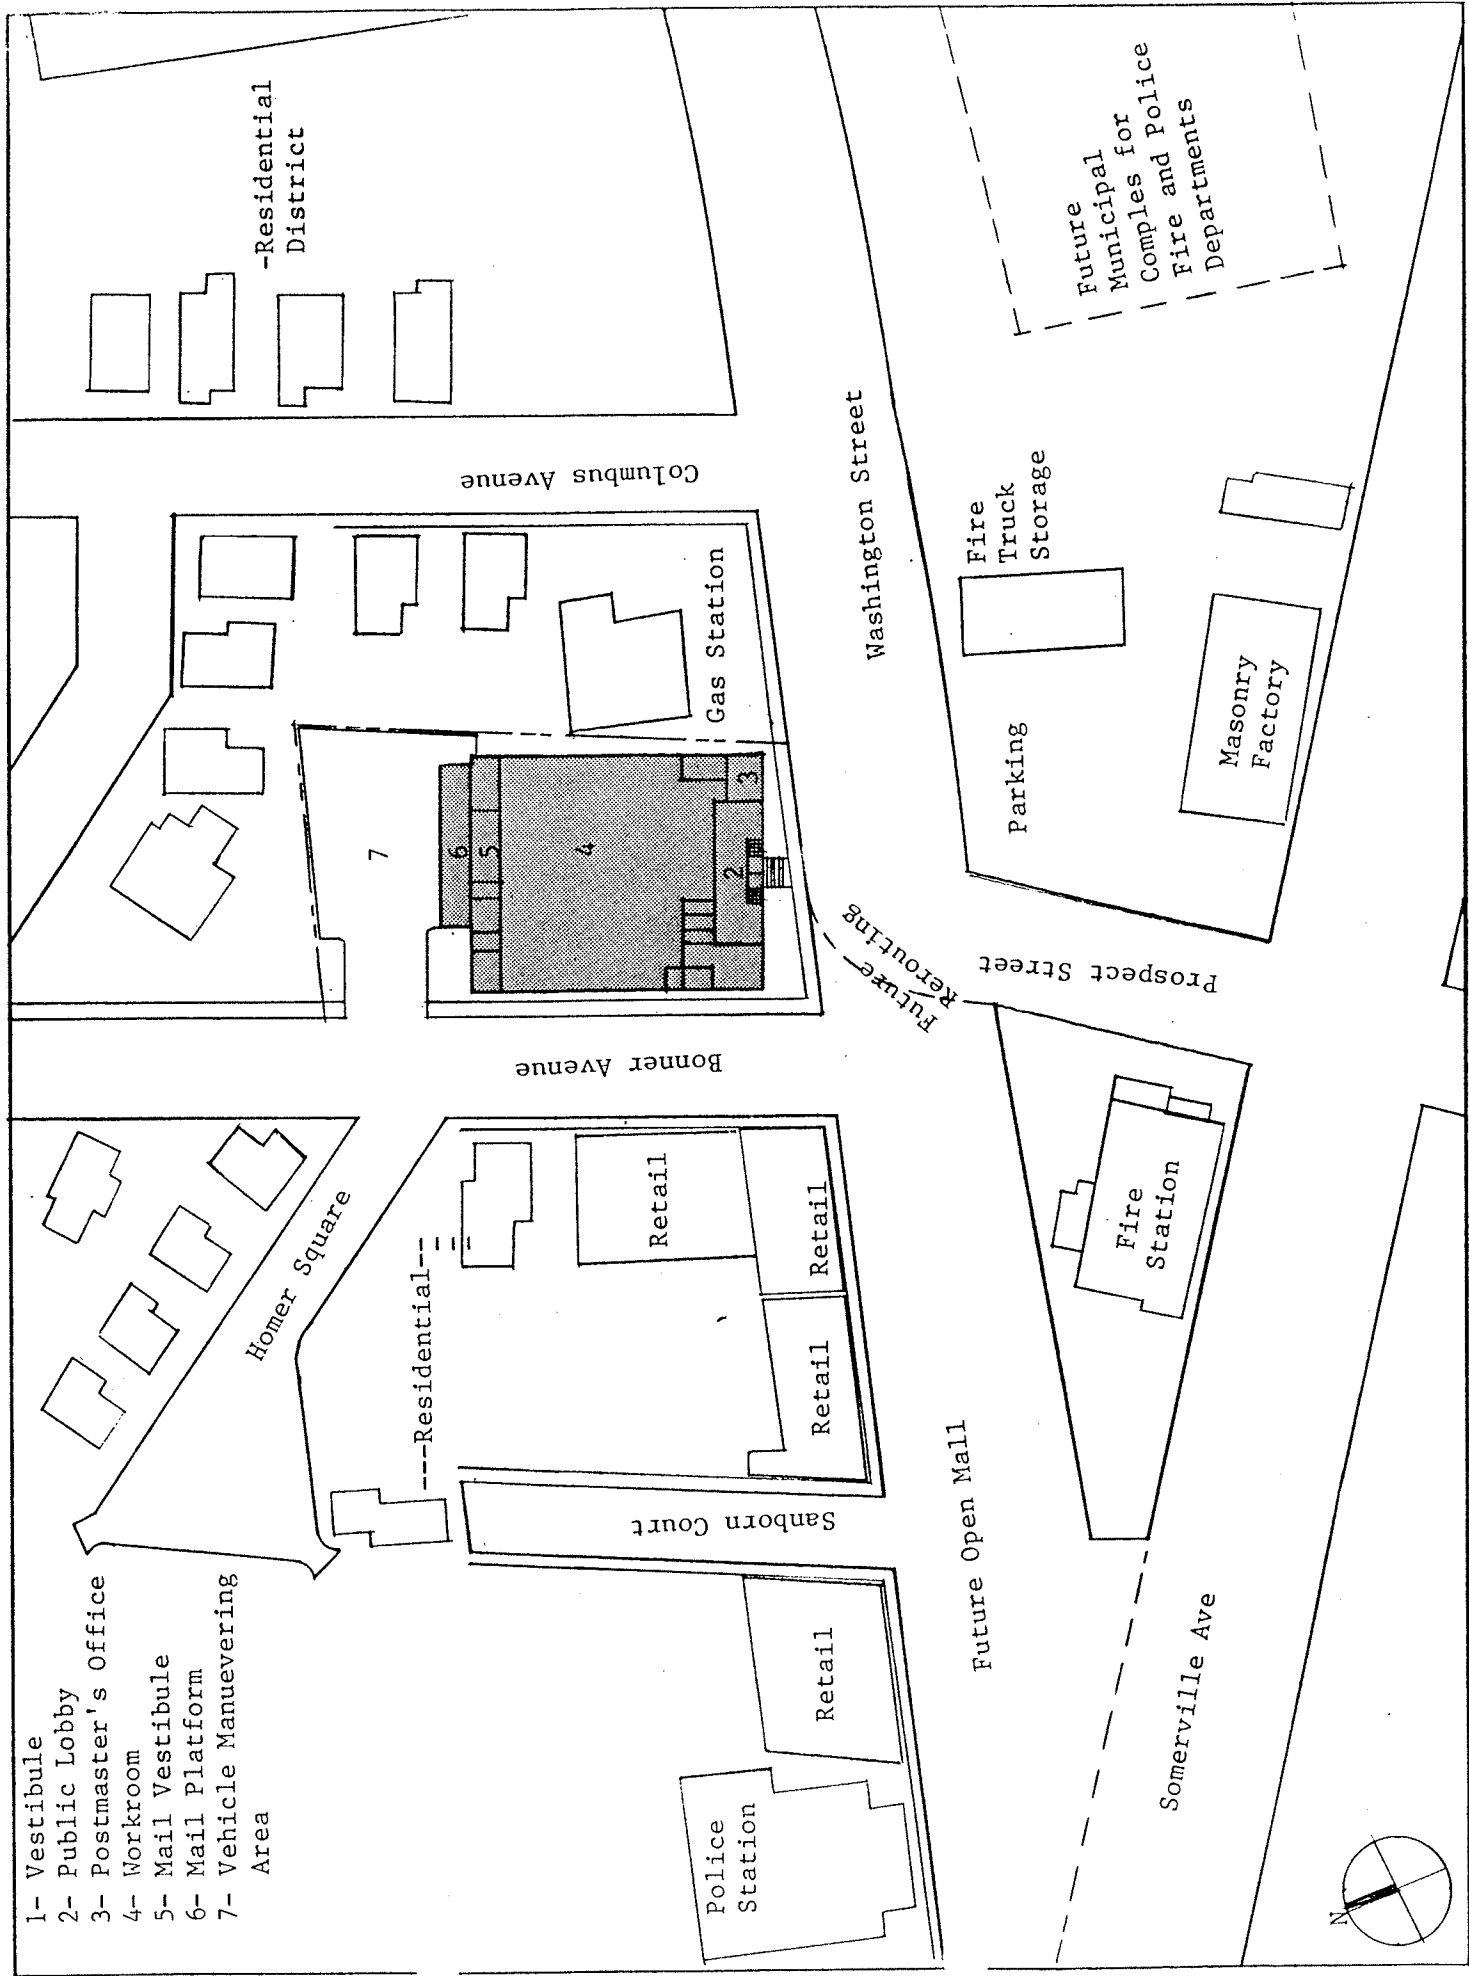 1- Vestibule
2- Public Lobby
3- Postmaster's Office
4- Workroom
5- Mail Vestibule
6- Mail Platform
7- Vehicle Manuevering
Area
-Residential
District
Homer Square
---Residential---
Columbus Avenue
Bonner Avenue
Sanborn Court
7
6
5
4
3
2
Gas Station
Retail
Retail
Retail
Retail
Police
Station
Washington Street
Future
Rerouting
Prospect Street
Parking
Fire
Truck
Storage
Future
Municipal
Comples for
Fire and Police
Departments
Masonry
Factory
Fire
Station
Future Open Mall
Somerville Ave
N